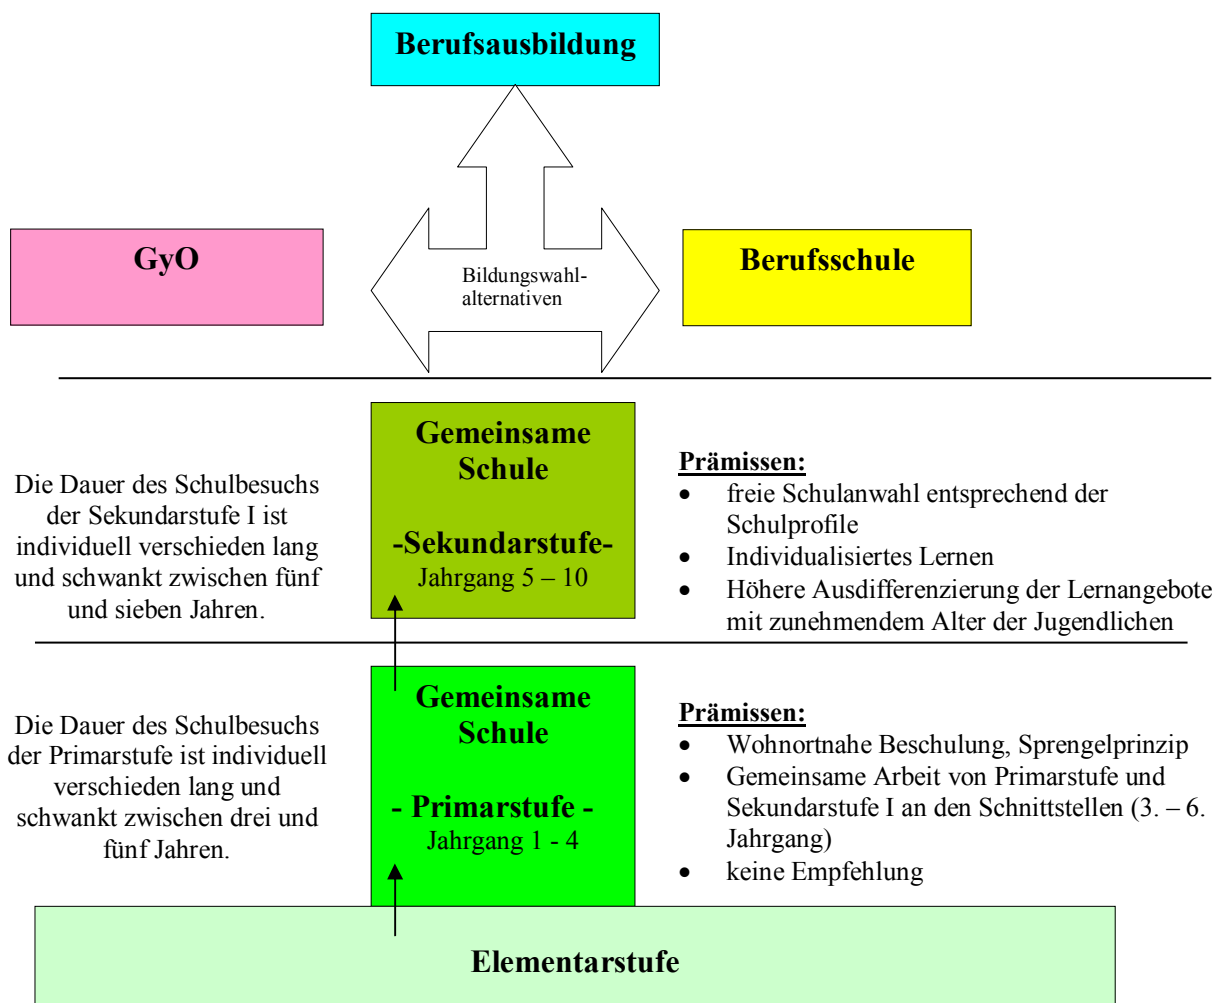 Berufsausbildung
GyO
Bildungswahl-
alternativen
Berufsschule
Die Dauer des Schulbesuchs
der Sekundarstufe I ist
individuell verschieden lang
und schwankt zwischen fünf
und sieben Jahren.
Gemeinsame
Schule
-Sekundarstufe-
Jahrgang 5 – 10
Prämissen:
• freie Schulanwahl entsprechend der
Schulprofile
• Individualisiertes Lernen
• Höhere Ausdifferenzierung der Lernangebote
mit zunehmendem Alter der Jugendlichen
Die Dauer des Schulbesuchs
der Primarstufe ist individuell
verschieden lang und
schwankt zwischen drei und
fünf Jahren.
Gemeinsame
Schule
- Primarstufe -
Jahrgang 1 - 4
Prämissen:
• Wohnortnahe Beschulung, Sprengelprinzip
• Gemeinsame Arbeit von Primarstufe und
Sekundarstufe I an den Schnittstellen (3. – 6.
Jahrgang)
• keine Empfehlung
Elementarstufe